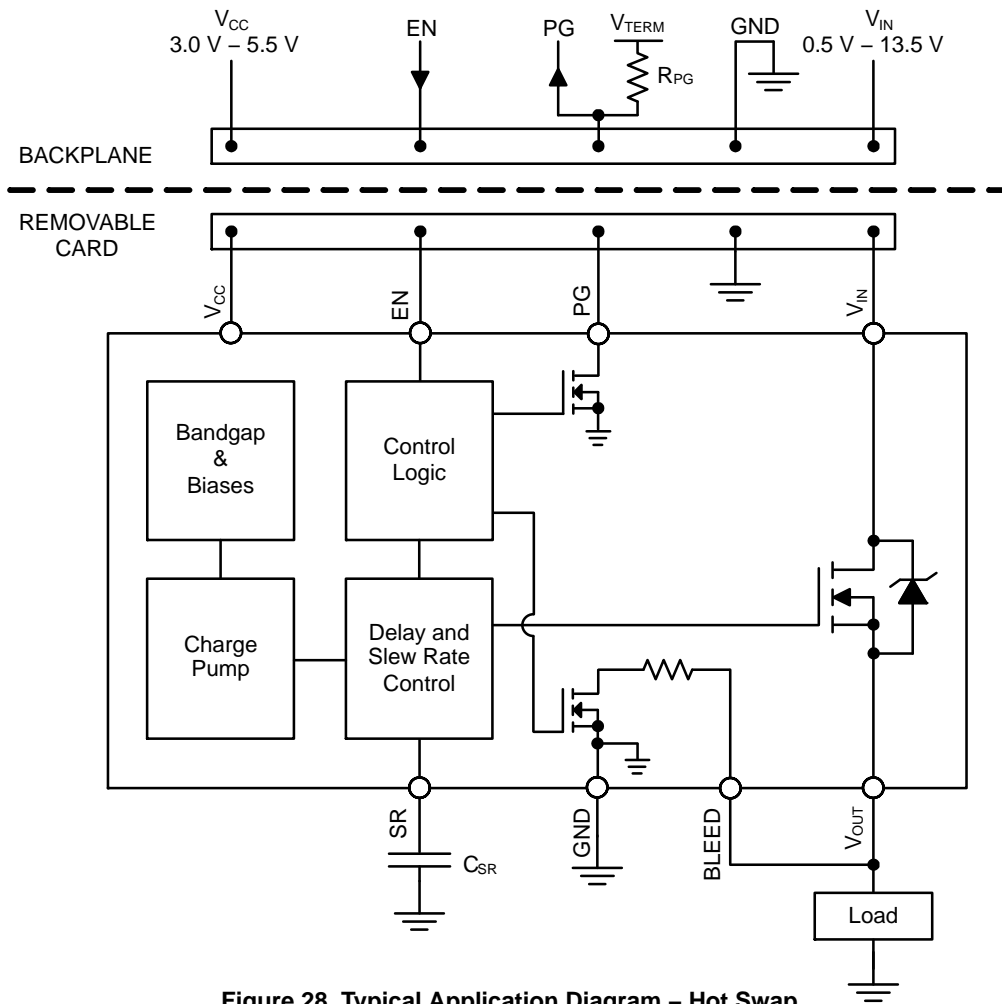 VCC
3.0 V – 5.5 V
EN
PG
VTERM
RPG
GND
VIN
0.5 V – 13.5 V
BACKPLANE
REMOVABLE
CARD
VCC
EN
PG
VIN
Bandgap
&
Biases
Control
Logic
Charge
Pump
Delay and
Slew Rate
Control
SR
GND
BLEED
VOUT
CSR
Load
Figure 28. Typical Application Diagram – Hot Swap